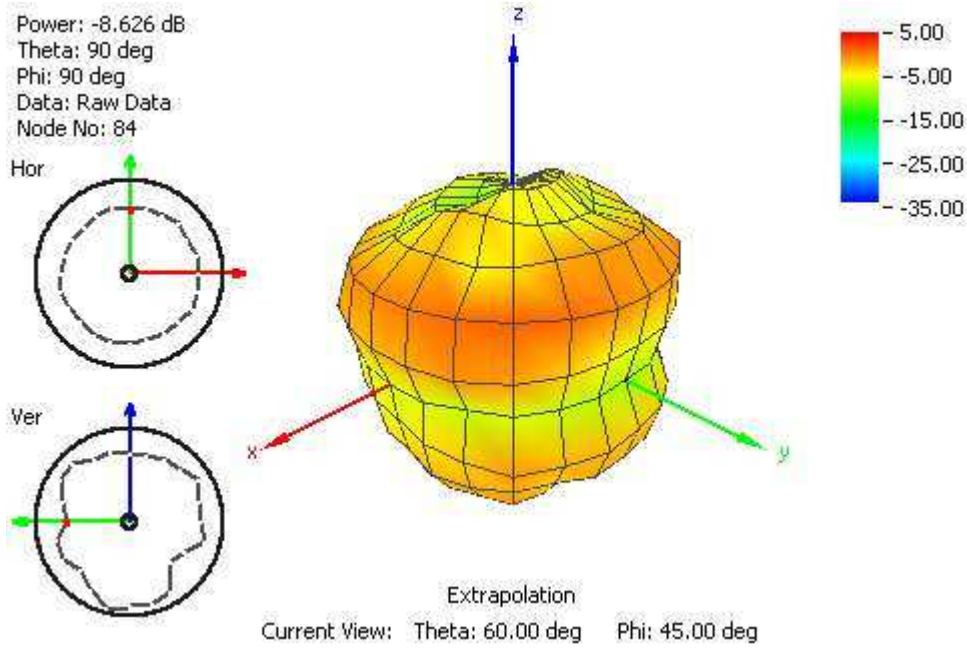 Power: -8.626 dB
Theta: 90 deg
Phi: 90 deg
Data: Raw Data
Node No: 84
Hor
Ver
z
x
y
5.00
-5.00
-15.00
-25.00
-35.00
Extrapolation
Current View: Theta: 60.00 deg Phi: 45.00 deg